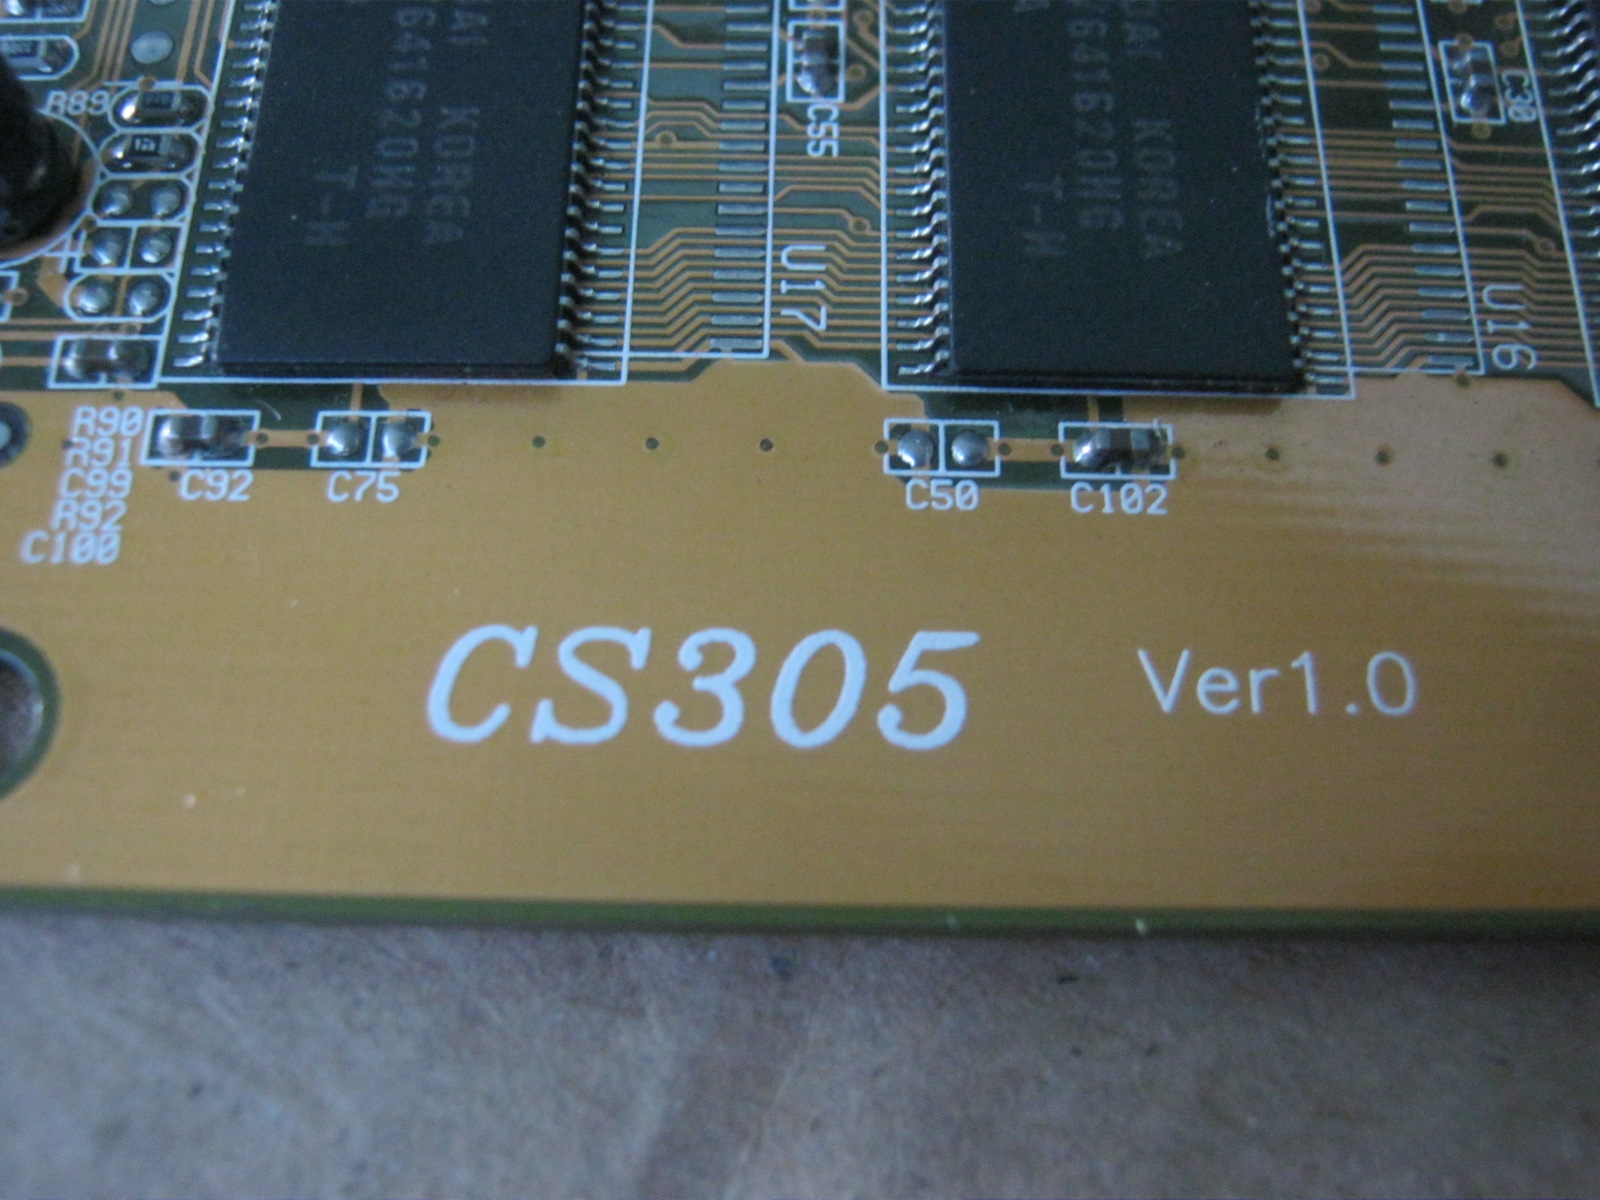 R89
C55
C30
KOREA
641620HG
T-H
U17
KOREA
641620HG
T-H
U16
R90
R91
C99
R92
C100
C92
C75
C50
C102
CS305 Ver1.0